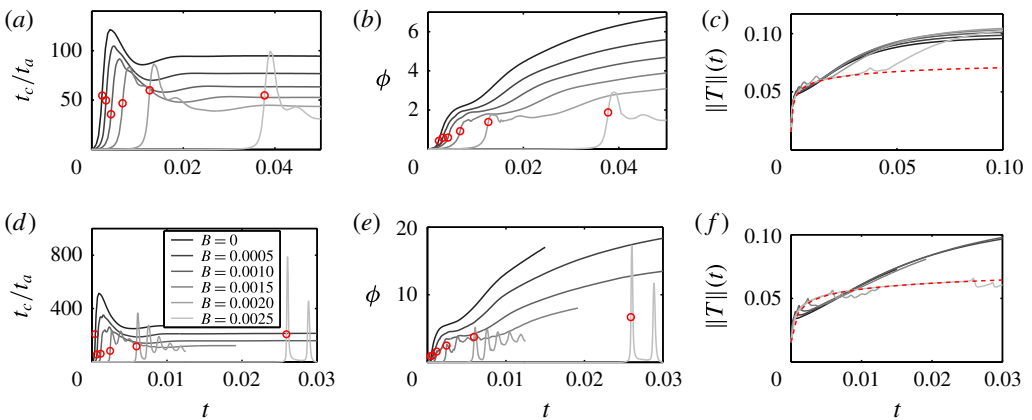 (a)
t_c/t_a
100
50
0
0.02
0.04
(b)
ϕ
6
4
2
0
0.02
0.04
(c)
||T||(t)
0.10
0.05
0
0.05
0.10
(d)
t_c/t_a
800
400
0
0.01
0.02
0.03
t
B = 0
B = 0.0005
B = 0.0010
B = 0.0015
B = 0.0020
B = 0.0025
(e)
ϕ
20
10
0
0.01
0.02
0.03
t
(f)
||T||(t)
0.10
0.05
0
0.01
0.02
0.03
t